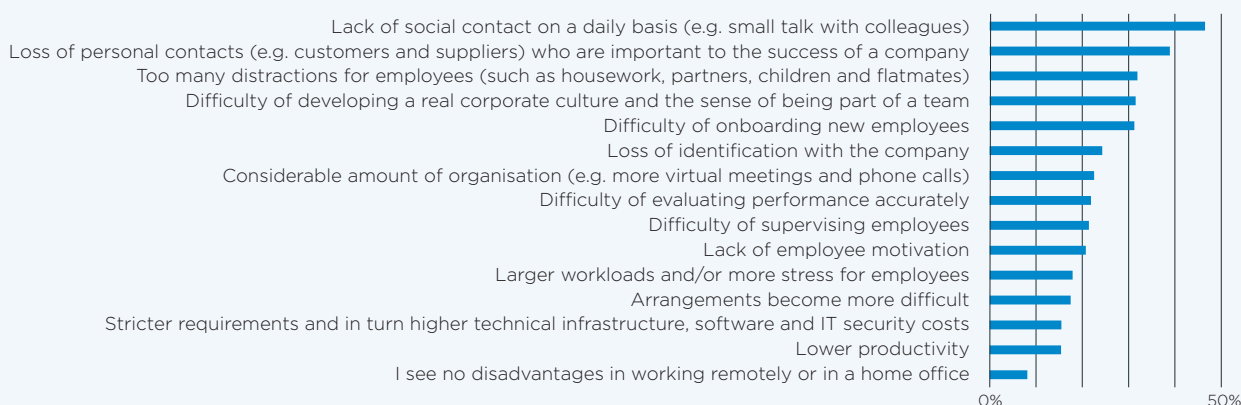 Lack of social contact on a daily basis (e.g. small talk with colleagues)
Loss of personal contacts (e.g. customers and suppliers) who are important to the success of a company
Too many distractions for employees (such as housework, partners, children and flatmates)
Difficulty of developing a real corporate culture and the sense of being part of a team
Difficulty of onboarding new employees
Loss of identification with the company
Considerable amount of organisation (e.g. more virtual meetings and phone calls)
Difficulty of evaluating performance accurately
Difficulty of supervising employees
Lack of employee motivation
Larger workloads and/or more stress for employees
Arrangements become more difficult
Stricter requirements and in turn higher technical infrastructure, software and IT security costs
Lower productivity
I see no disadvantages in working remotely or in a home office
0% 50%